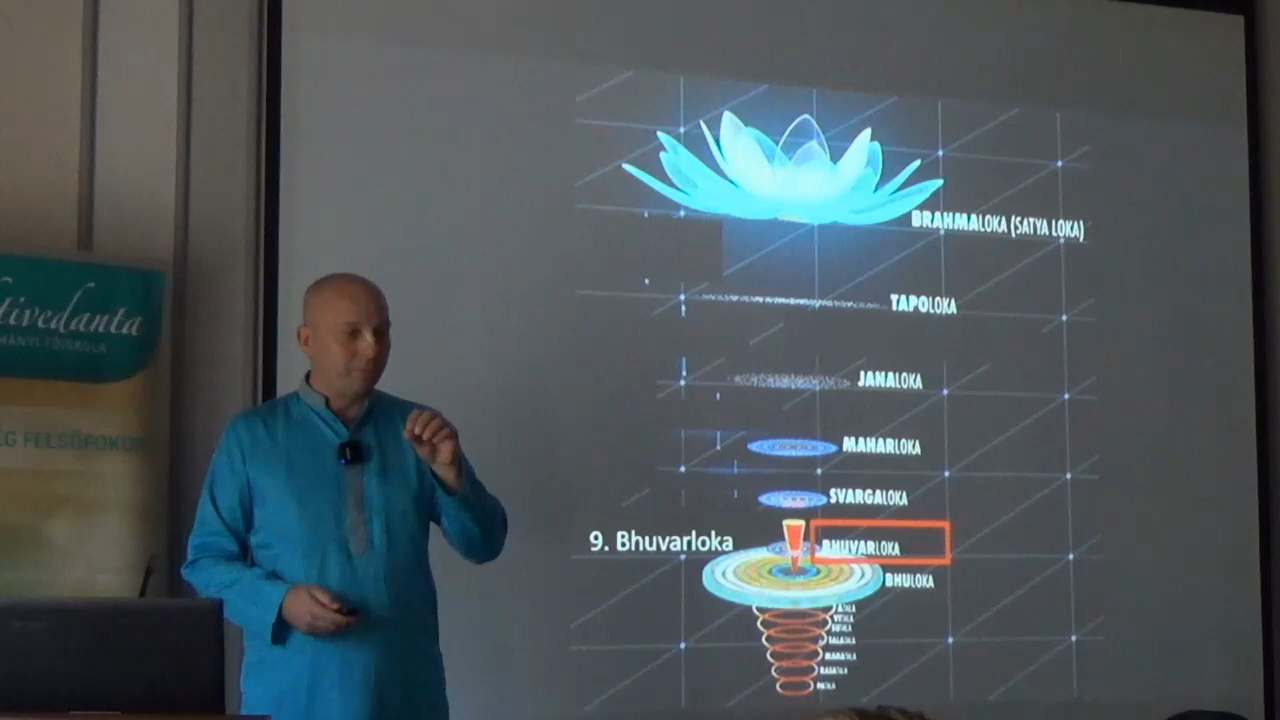 tivedanta
MÁNYI FŐISKOLA
ÉG FELSŐFOKON
BRAHMALOKA (SATYA LOKA)
TAPOLOKA
JANALOKA
MAHARLOKA
SVARGALOKA
9. Bhuvarloka
BHUVARLOKA
BHULOKA
ATALA
VITALA
SUTALA
TALATALA
MAHATALA
RASATALA
PATALA